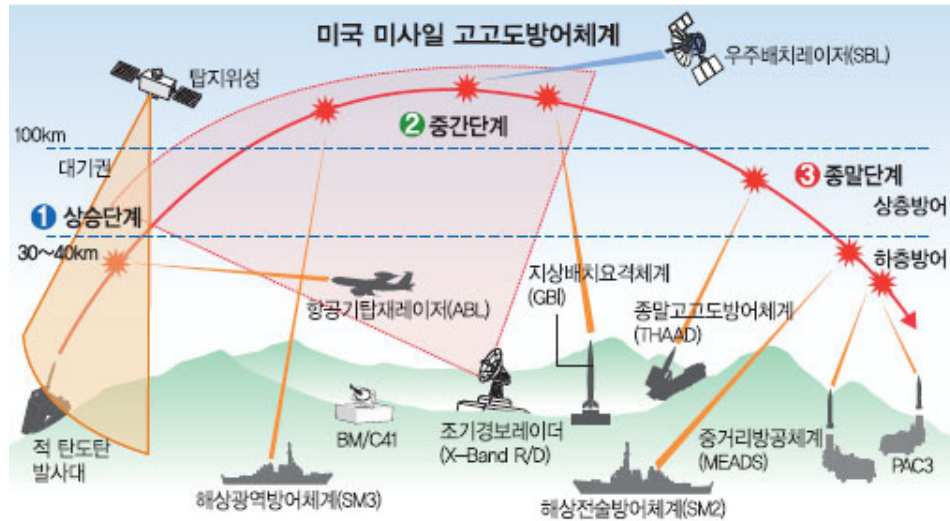 미국 미사일 고고도방어체계
탐지위성
우주배치레이저(SBL)
100km
❷ 중간단계
대기권
❸ 종말단계
❶ 상승단계
상층방어
30~40km
하층방어
항공기탑재레이저(ABL)
지상배치요격체계
(GBI)
종말고고도방어체계
(THAAD)
적 탄도탄
발사대
BM/C41
조기경보레이더
(X-Band R/D)
중거리방공체계
(MEADS)
PAC3
해상광역방어체계(SM3)
해상전술방어체계(SM2)